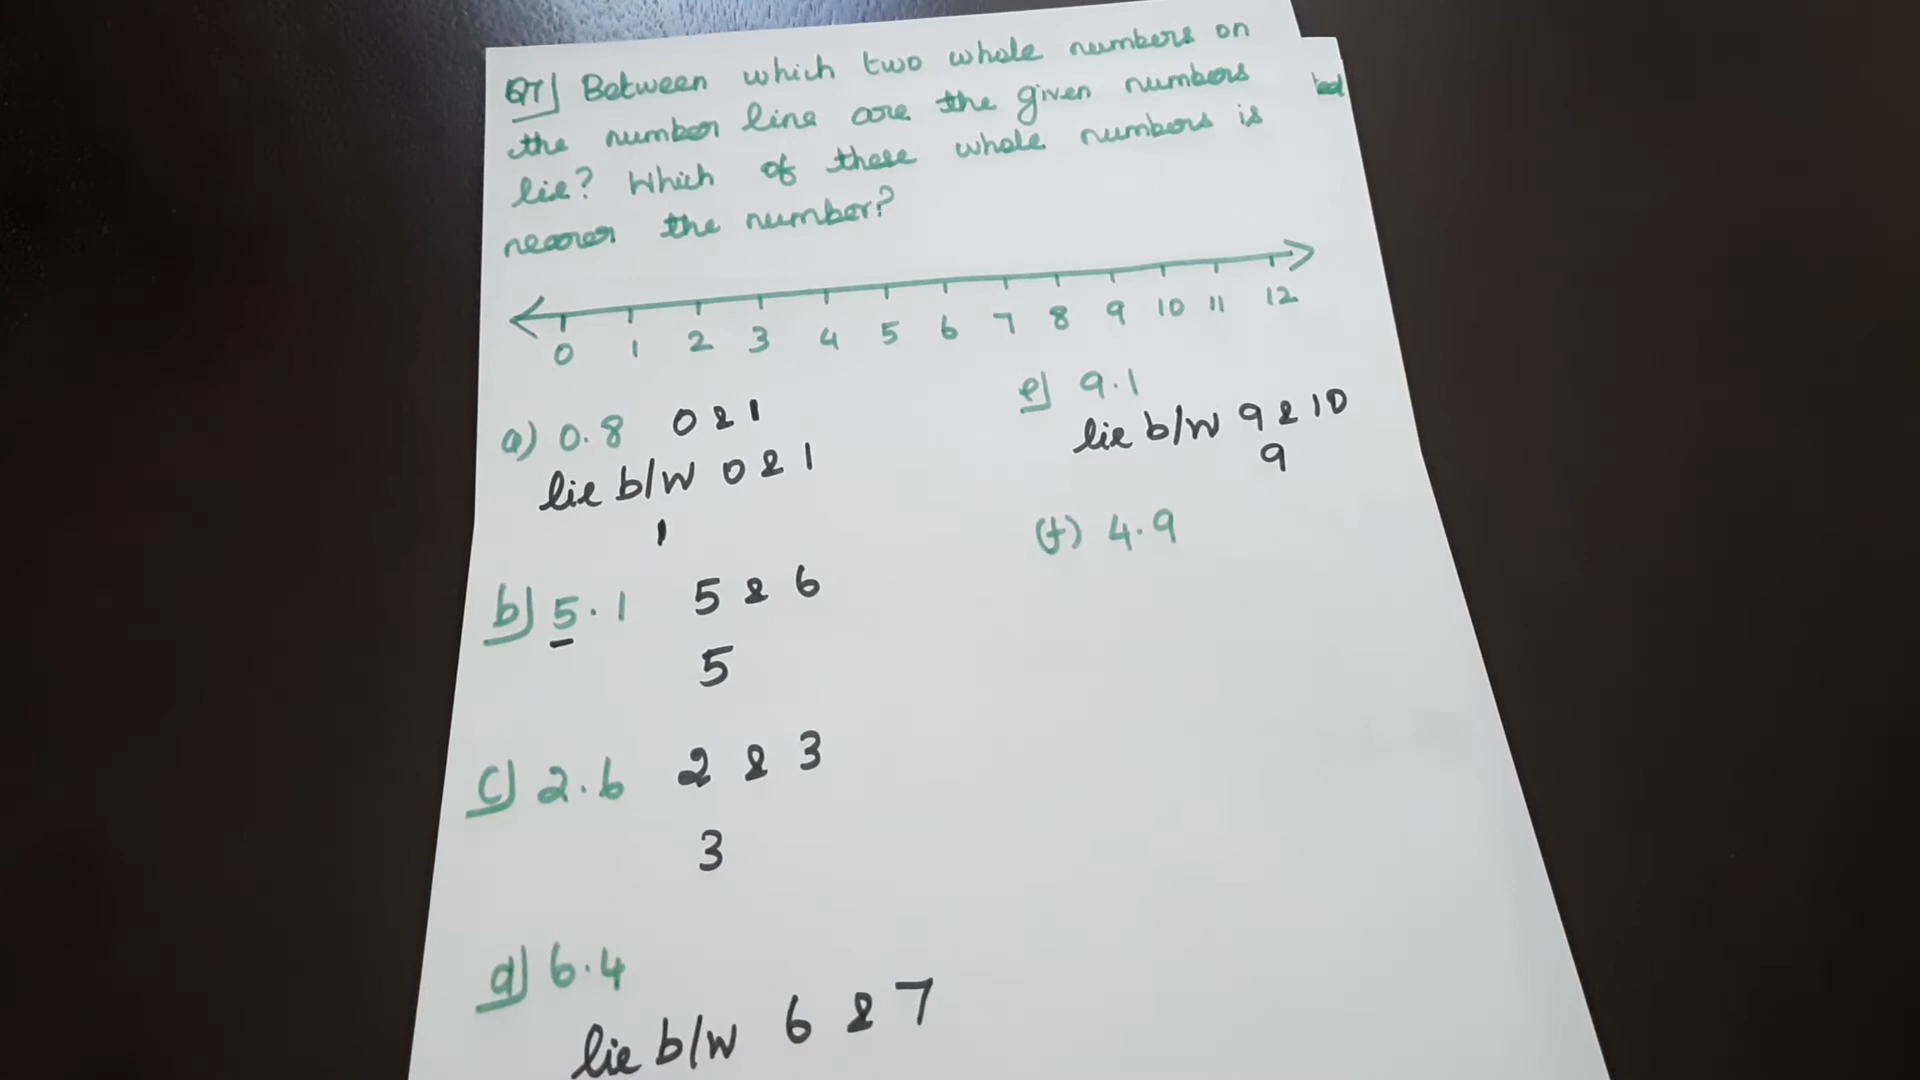 Q7] Between which two whole numbers on
the number line are the given numbers
lie? Which of these whole numbers is
nearer the number?
0 1 2 3 4 5 6 7 8 9 10 11 12
a) 0.8 0 & 1
lie b/w 0 & 1
1
b] 5.1 5 & 6
5
c] 2.6 2 & 3
3
d] 6.4
lie b/w 6 & 7
e] 9.1
lie b/w 9 & 10
9
(f) 4.9